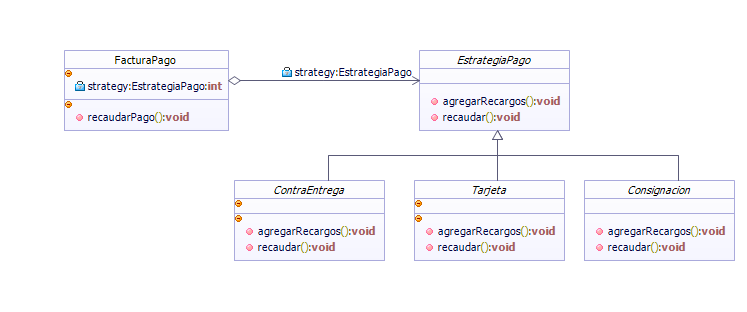 FacturaPago
strategy:EstrategiaPago:int
recaudarPago():void
strategy:EstrategiaPago
EstrategiaPago
agregarRecargos():void
recaudar():void
ContraEntrega
agregarRecargos():void
recaudar():void
Tarjeta
agregarRecargos():void
recaudar():void
Consignacion
agregarRecargos():void
recaudar():void